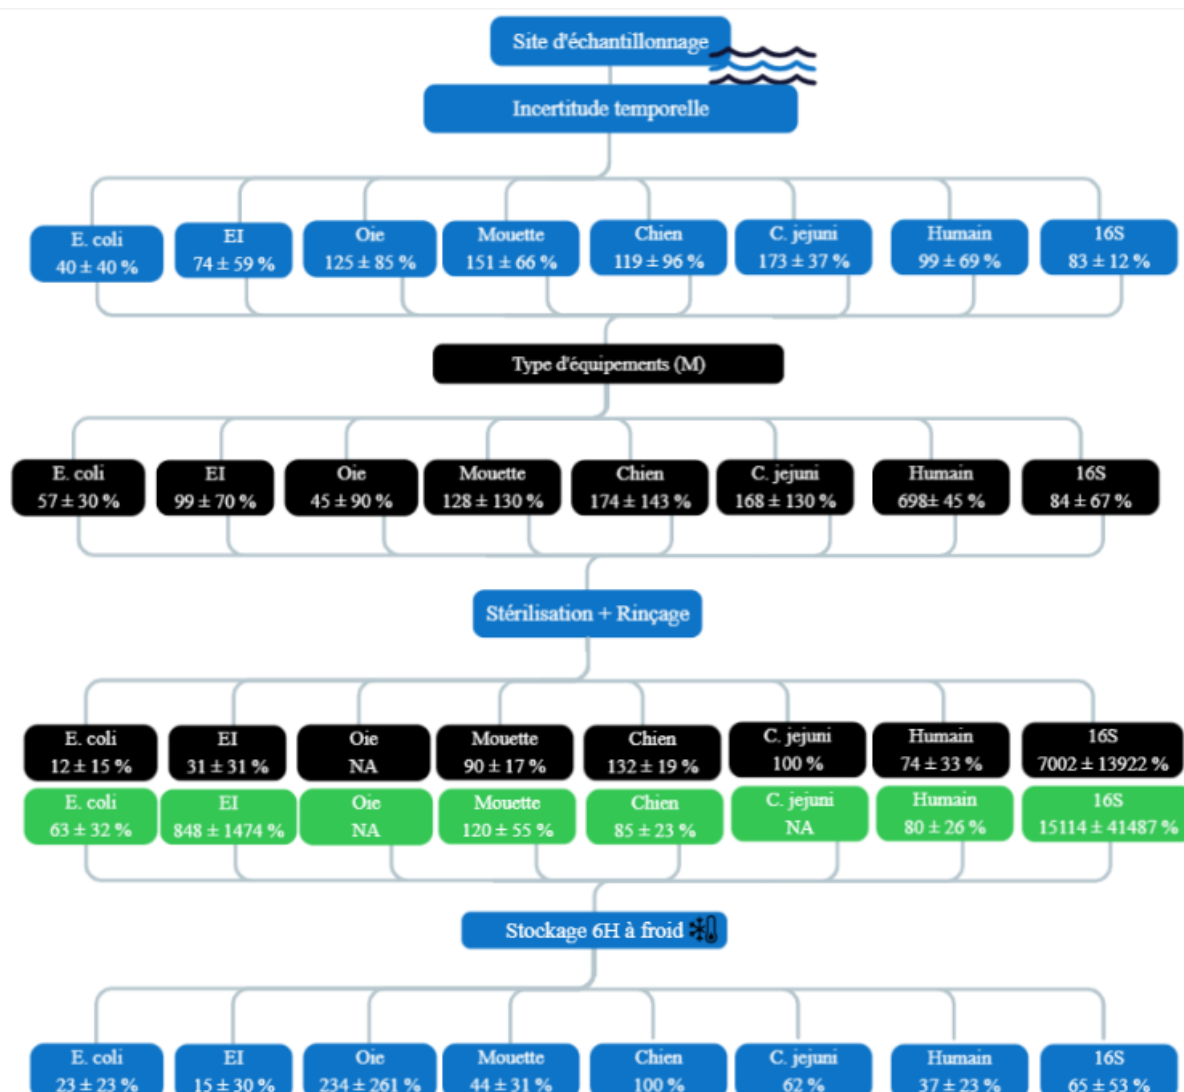 Site d'échantillonnage
Incertitude temporelle
E. coli EI Oie Mouette Chien C. jejuni Humain 16S
40 ± 40 % 74 ± 59 % 125 ± 85 % 151 ± 66 % 119 ± 96 % 173 ± 37 % 99 ± 69 % 83 ± 12 %
Type d'équipements (M)
E. coli EI Oie Mouette Chien C. jejuni Humain 16S
57 ± 30 % 99 ± 70 % 45 ± 90 % 128 ± 130 % 174 ± 143 % 168 ± 130 % 698± 45 % 84 ± 67 %
Stérilisation + Rinçage
E. coli EI Oie Mouette Chien C. jejuni Humain 16S
12 ± 15 % 31 ± 31 % NA 90 ± 17 % 132 ± 19 % 100 % 74 ± 33 % 7002 ± 13922 %
E. coli EI Oie Mouette Chien C. jejuni Humain 16S
63 ± 32 % 848 ± 1474 % NA 120 ± 55 % 85 ± 23 % NA 80 ± 26 % 15114 ± 41487 %
Stockage 6H à froid
E. coli EI Oie Mouette Chien C. jejuni Humain 16S
23 ± 23 % 15 ± 30 % 234 ± 261 % 44 ± 31 % 100 % 62 % 37 ± 23 % 65 ± 53 %